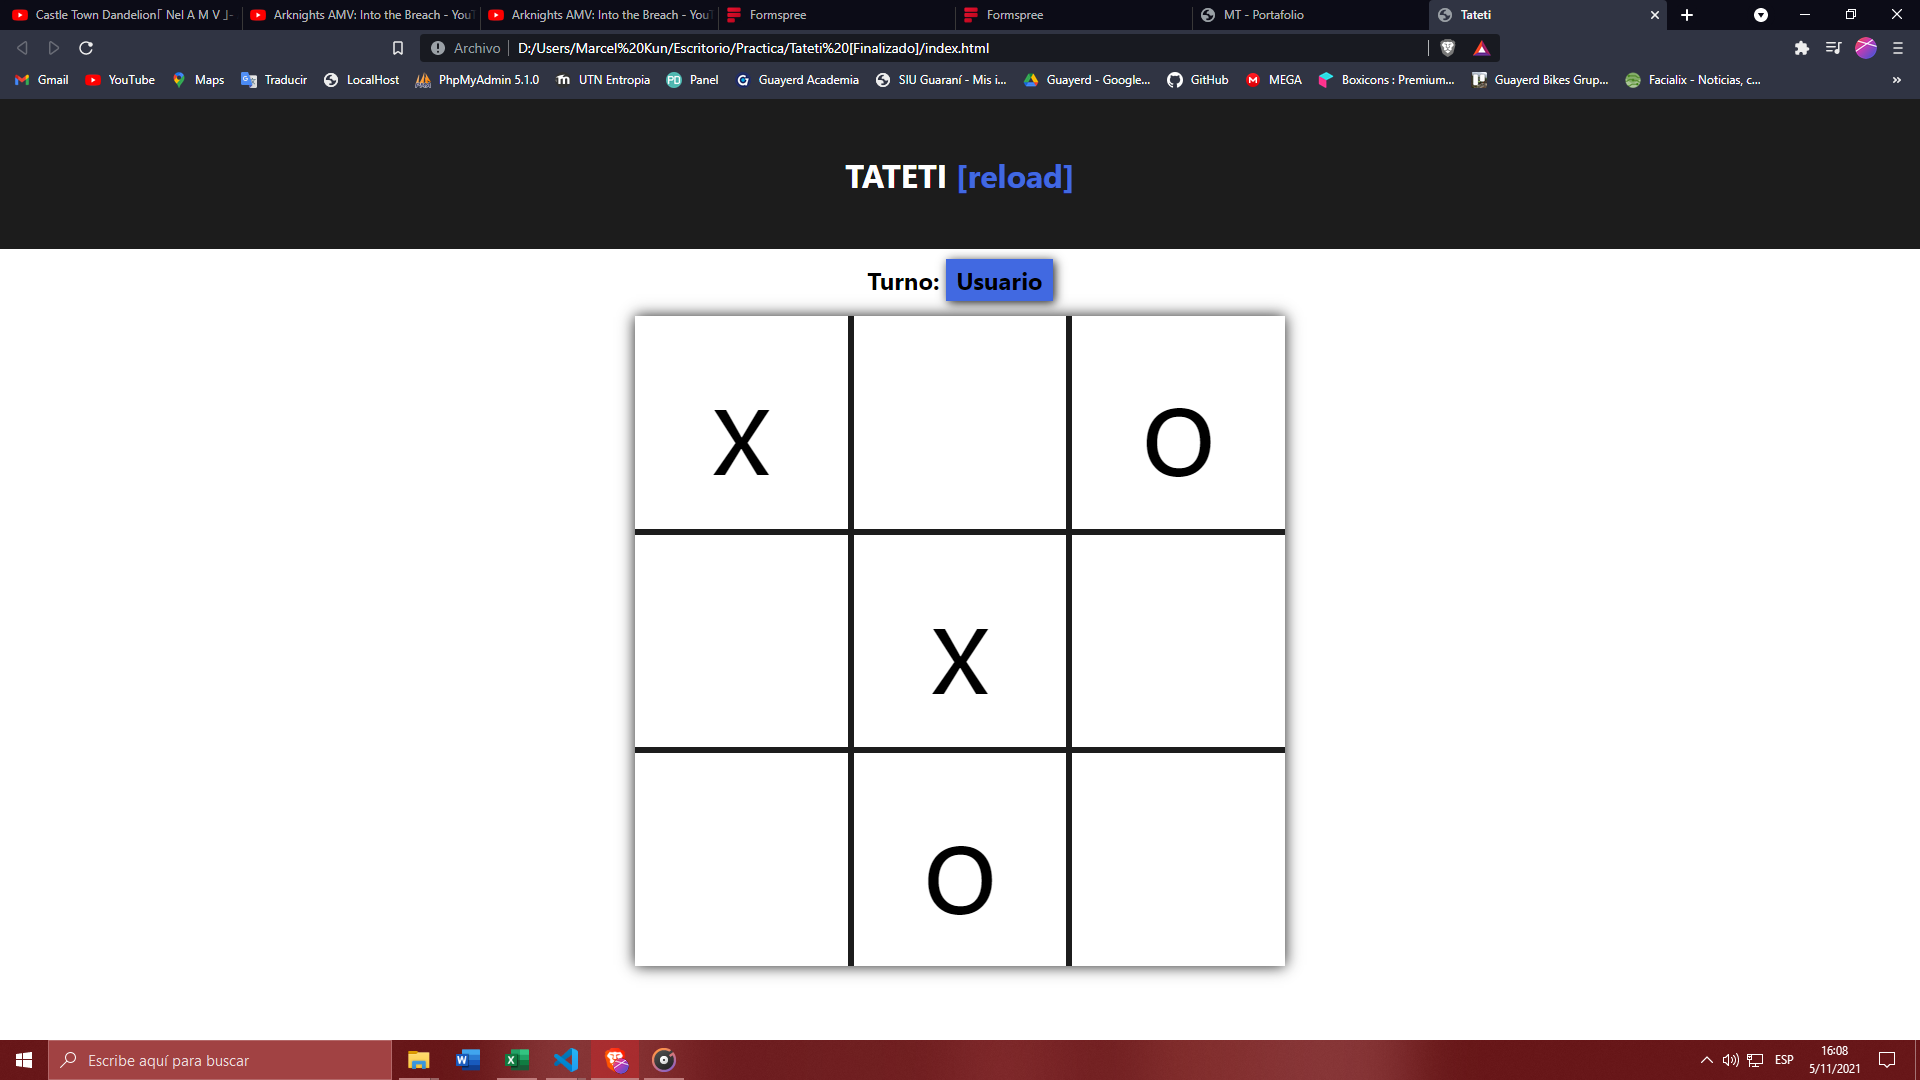 Castle Town Dandelion「 Nel A M V 」-
Arknights AMV: Into the Breach - YouT
Arknights AMV: Into the Breach - YouT
Formspree
Formspree
MT - Portafolio
Tateti
Archivo
D:/Users/Marcel%20Kun/Escritorio/Practica/Tateti%20[Finalizado]/index.html
Gmail
YouTube
Maps
Traducir
LocalHost
PhpMyAdmin 5.1.0
UTN Entropia
Panel
Guayerd Academia
SIU Guaraní - Mis i...
Guayerd - Google...
GitHub
MEGA
Boxicons : Premium...
Guayerd Bikes Grup...
Facialix - Noticias, c...
»
TATETI [reload]
Turno: Usuario
X O
X
O
Escribe aquí para buscar
ESP
16:08
5/11/2021